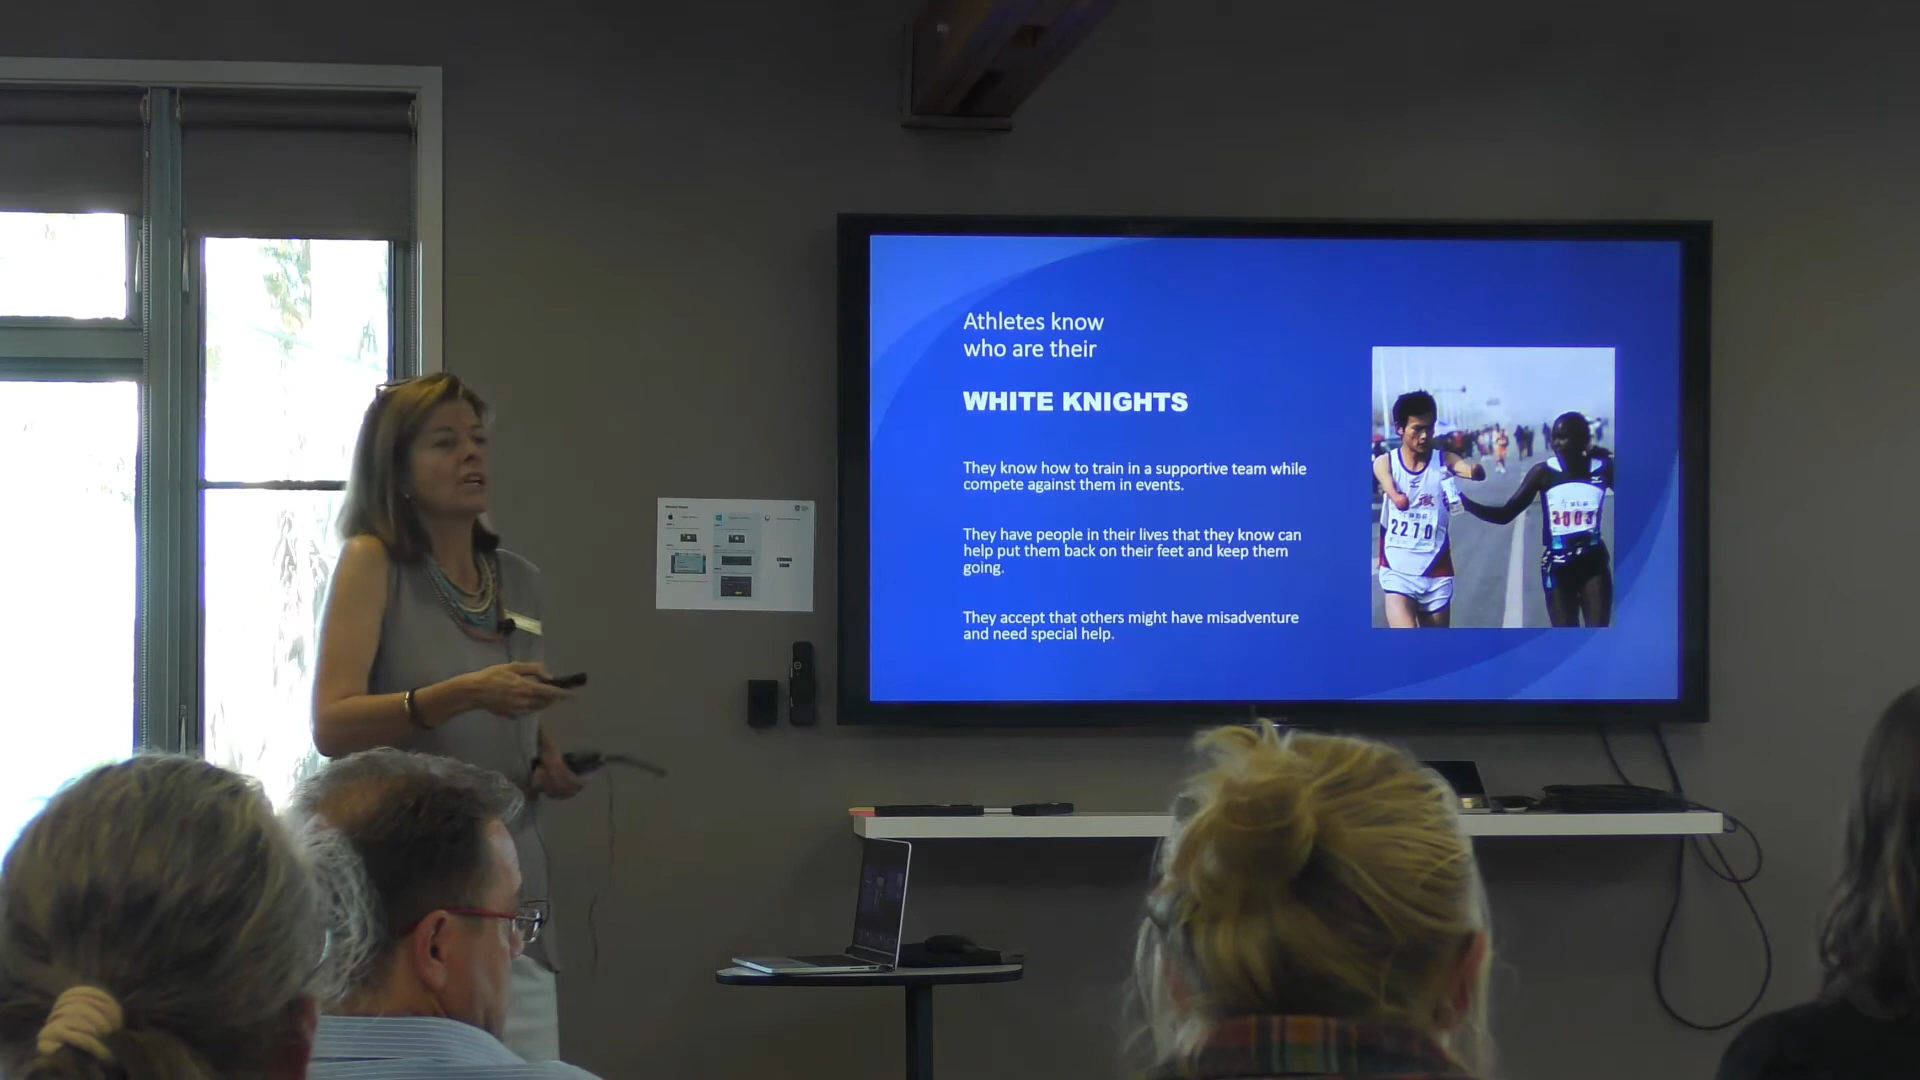 Athletes know
who are their
WHITE KNIGHTS
They know how to train in a supportive team while
compete against them in events.
They have people in their lives that they know can
help put them back on their feet and keep them
going.
They accept that others might have misadventure
and need special help.
2270
3003